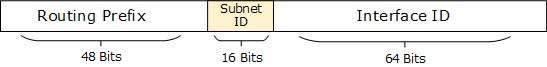 Routing Prefix
Subnet
ID
Interface ID
48 Bits
16 Bits
64 Bits